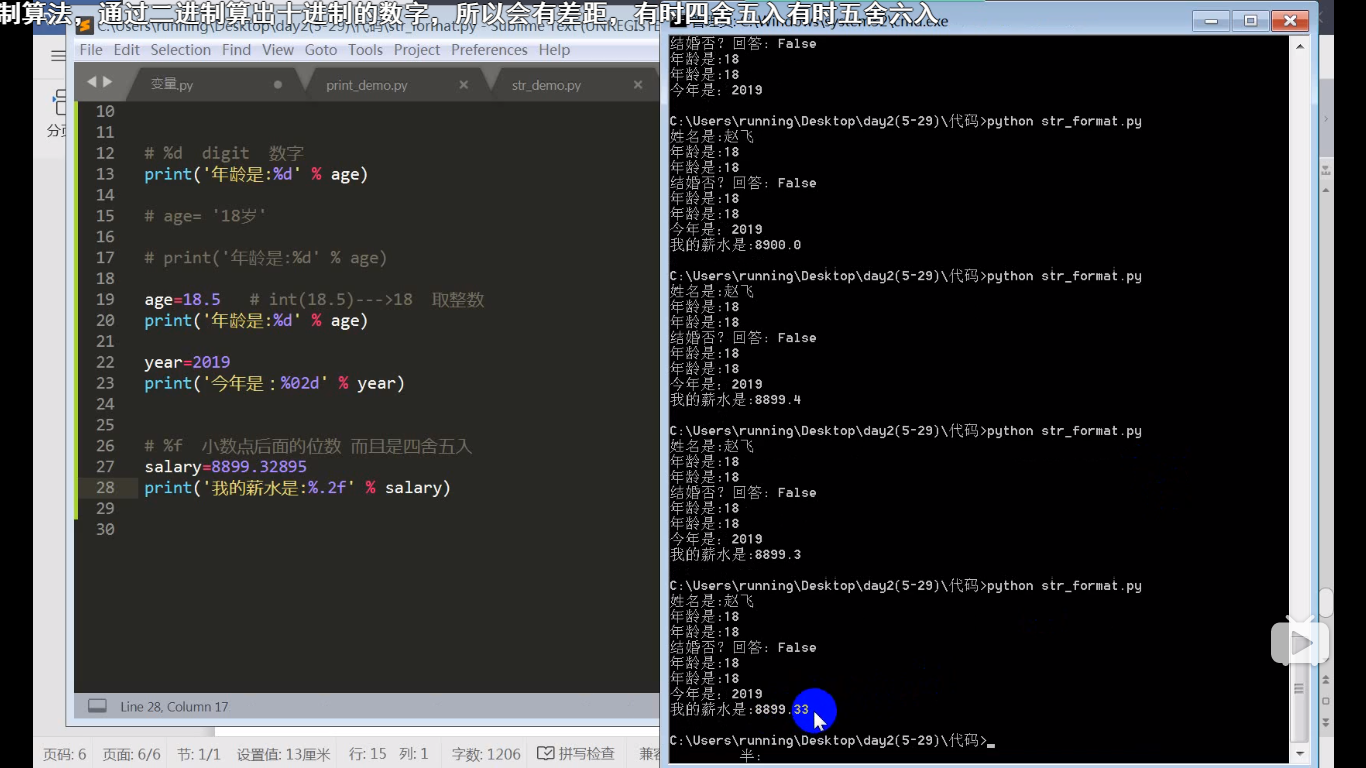 制算法，通过二进制算出十进制的数字，所以会有差距，有时四舍五入有时五舍六入
File Edit Selection Find View Goto Tools Project Preferences Help
变量.py print_demo.py str_demo.py
10
11
12 # %d digit 数字
13 print('年龄是:%d' % age)
14
15 # age= '18岁'
16
17 # print('年龄是:%d' % age)
18
19 age=18.5 # int(18.5)--->18 取整数
20 print('年龄是:%d' % age)
21
22 year=2019
23 print('今年是：%02d' % year)
24
25
26 # %f 小数点后面的位数 而且是四舍五入
27 salary=8899.32895
28 print('我的薪水是:%.2f' % salary)
29
30
Line 28, Column 17
结婚否? 回答: False
年龄是:18
年龄是:18
今年是: 2019
C:\Users\running\Desktop\day2(5-29)\代码>python str_format.py
姓名是:赵飞
年龄是:18
年龄是:18
结婚否? 回答: False
年龄是:18
年龄是:18
今年是: 2019
我的薪水是:8900.0
C:\Users\running\Desktop\day2(5-29)\代码>python str_format.py
姓名是:赵飞
年龄是:18
年龄是:18
结婚否? 回答: False
年龄是:18
年龄是:18
今年是: 2019
我的薪水是:8899.4
C:\Users\running\Desktop\day2(5-29)\代码>python str_format.py
姓名是:赵飞
年龄是:18
年龄是:18
结婚否? 回答: False
年龄是:18
年龄是:18
今年是: 2019
我的薪水是:8899.3
C:\Users\running\Desktop\day2(5-29)\代码>python str_format.py
姓名是:赵飞
年龄是:18
年龄是:18
结婚否? 回答: False
年龄是:18
年龄是:18
今年是: 2019
我的薪水是:8899.33
C:\Users\running\Desktop\day2(5-29)\代码>
半:
页码: 6 页面: 6/6 节: 1/1 设置值: 13厘米 行: 15 列: 1 字数: 1206 拼写检查